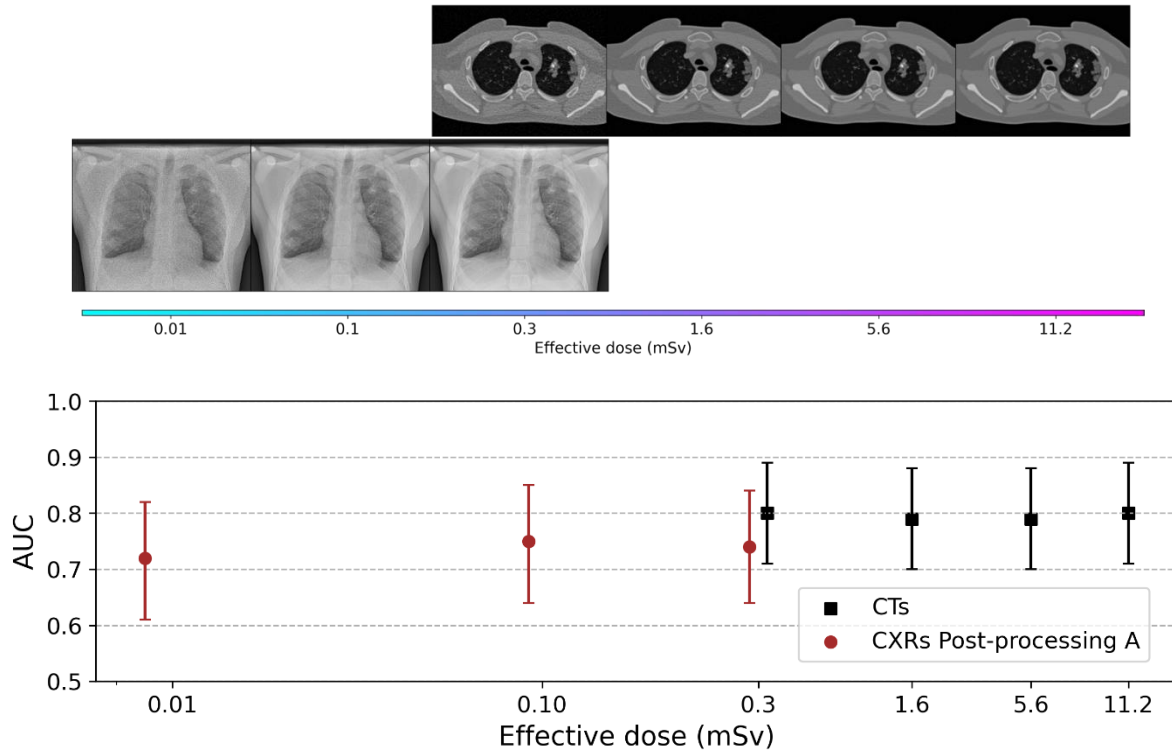 0.01 0.1 0.3 1.6 5.6 11.2
Effective dose (mSv)
1.0
0.9
0.8
0.7
0.6
0.5
AUC
CTs
CXRs Post-processing A
0.01 0.10 0.3 1.6 5.6 11.2
Effective dose (mSv)